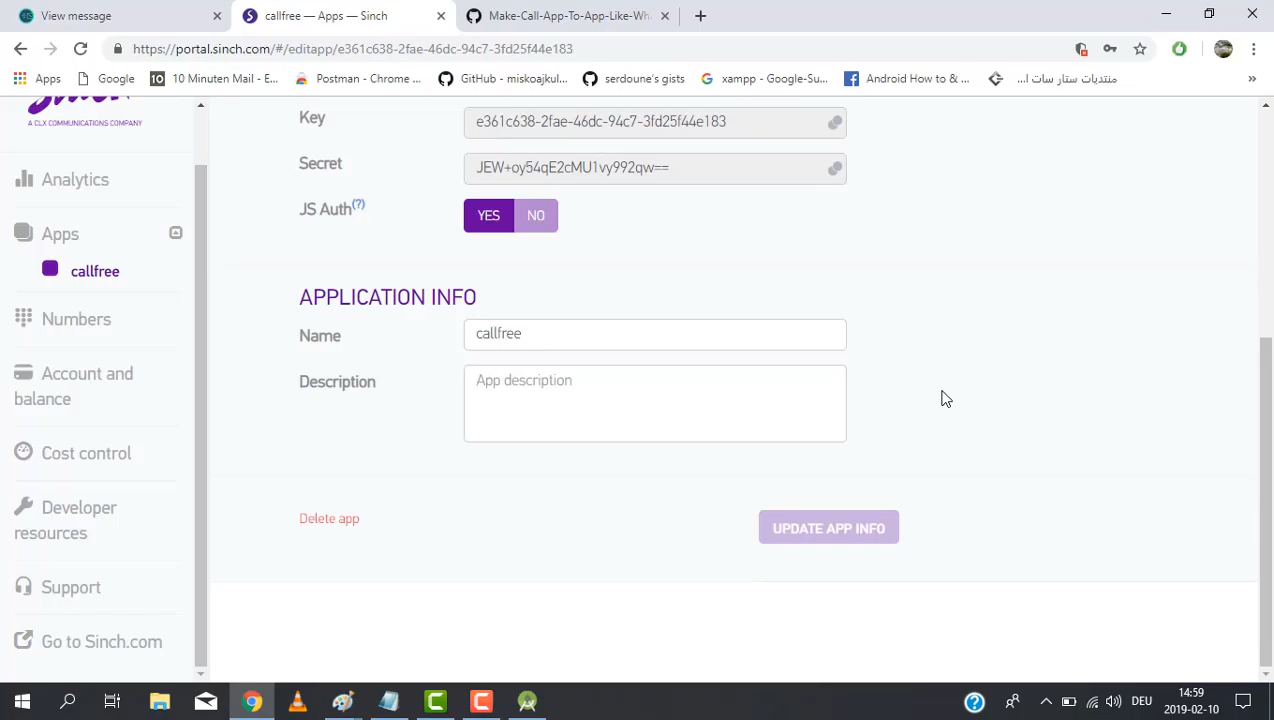 View message
callfree — Apps — Sinch
Make-Call-App-To-App-Like-Wh
https://portal.sinch.com/#/editapp/e361c638-2fae-46dc-94c7-3fd25f44e183
Apps
Google
10 Minuten Mail - E...
Postman - Chrome ...
GitHub - miskoajkul...
serdoune's gists
xampp - Google-Su...
Android How to & ...
منتديات ستار سات ا...
A CLX COMMUNICATIONS COMPANY
Analytics
Apps
callfree
Numbers
Account and
balance
Cost control
Developer
resources
Support
Go to Sinch.com
Key
e361c638-2fae-46dc-94c7-3fd25f44e183
Secret
JEW+oy54qE2cMU1vy992qw==
JS Auth(?)
YES
NO
APPLICATION INFO
Name
callfree
Description
App description
Delete app
UPDATE APP INFO
DEU
14:59
2019-02-10